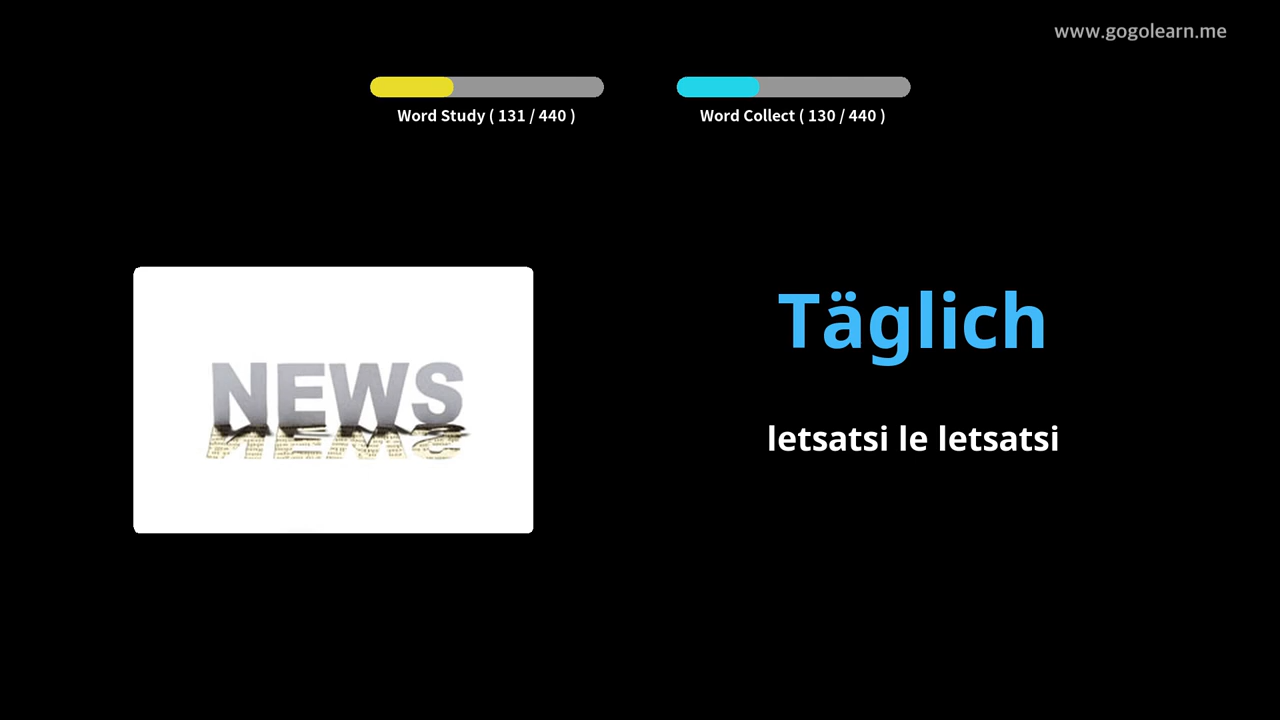 www.gogolearn.me
Word Study ( 131 / 440 )
Word Collect ( 130 / 440 )
NEWS
Täglich
letsatsi le letsatsi